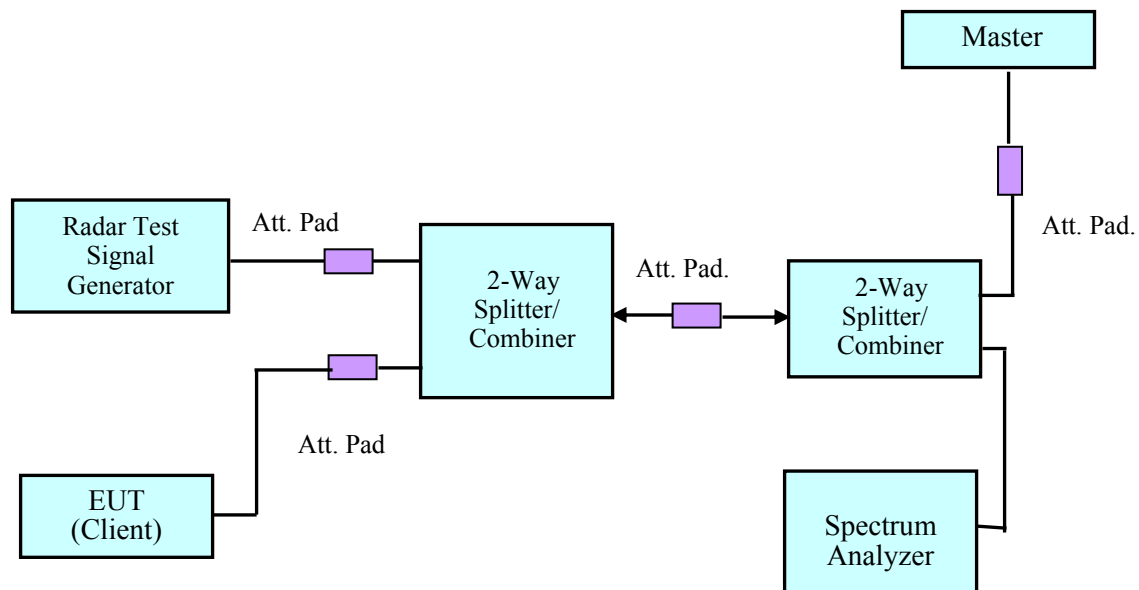 Master
Att. Pad.
Radar Test
Signal
Generator
Att. Pad
2-Way
Splitter/
Combiner
Att. Pad.
2-Way
Splitter/
Combiner
Att. Pad
EUT
(Client)
Spectrum
Analyzer